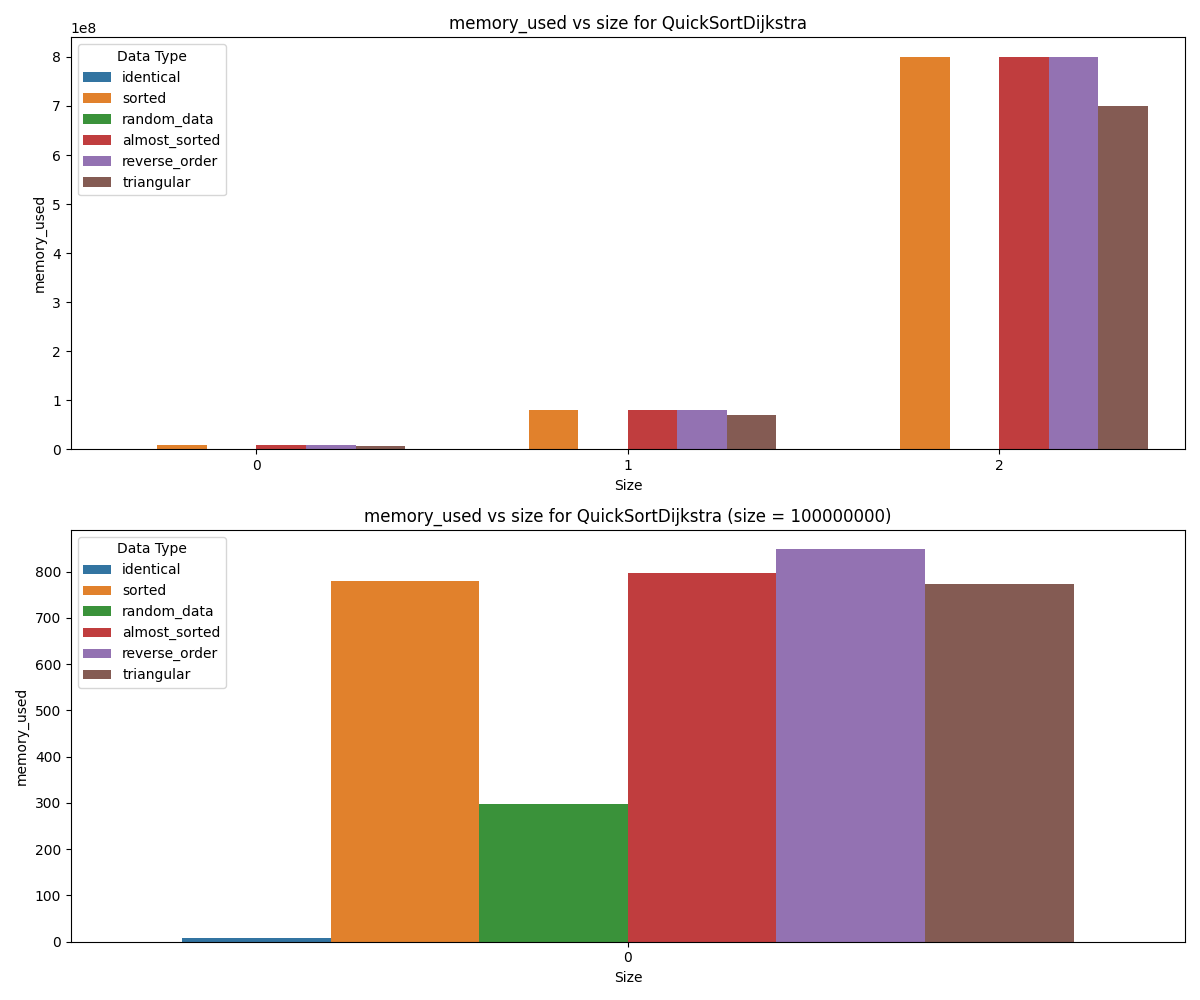 memory_used vs size for QuickSortDijkstra
1e8
Data Type
identical
sorted
random_data
almost_sorted
reverse_order
triangular
8
7
6
5
4
3
2
1
0
memory_used
0 1 2
Size
memory_used vs size for QuickSortDijkstra (size = 100000000)
Data Type
identical
sorted
random_data
almost_sorted
reverse_order
triangular
800
700
600
500
400
300
200
100
0
memory_used
0
Size